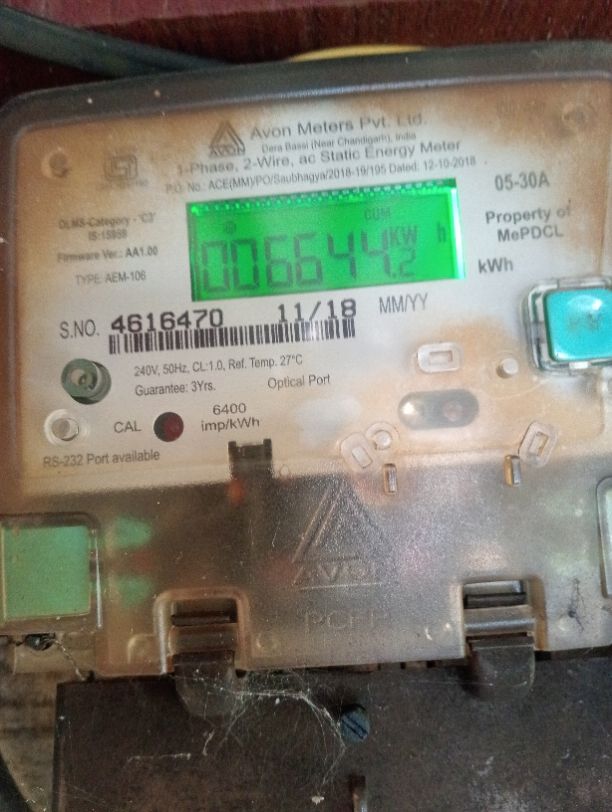 AVON
Avon Meters Pvt. Ltd.
Dera Bassi (Near Chandigarh), India
1-Phase, 2-Wire, ac Static Energy Meter
P.O. No.: ACE(MM)/PO/Saubhagya/2018-19/195 Dated: 12-10-2018
05-30A
DLMS-Category - 'C3'
IS:15959
Firmware Ver.: AA1.00
TYPE: AEM-106
CUM
006644.2 KW h
Property of
MePDCL
kWh
S.NO. 4616470 11/18 MM/YY
240V, 50Hz, CL:1.0, Ref. Temp. 27°C
Guarantee: 3Yrs. Optical Port
CAL 6400
imp/kWh
RS-232 Port available
AVON